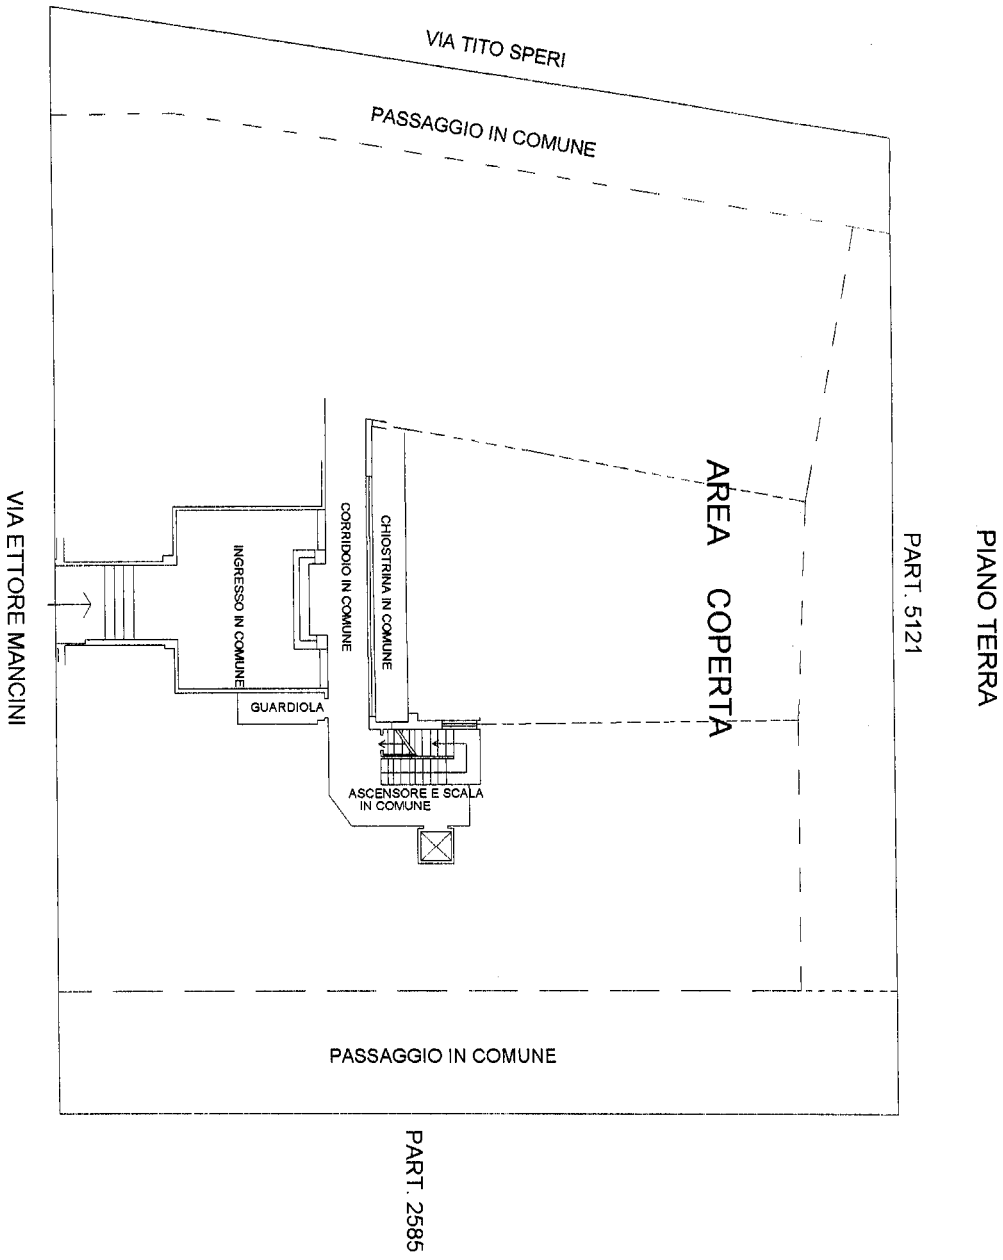 VIA TITO SPERI
PASSAGGIO IN COMUNE
PIANO TERRA
PART. 5121
AREA COPERTA
CHIOSTRINA IN COMUNE
CORRIDOIO IN COMUNE
INGRESSO IN COMUNE
VIA ETTORE MANCINI
GUARDIOLA
ASCENSORE E SCALA
IN COMUNE
PASSAGGIO IN COMUNE
PART. 2585